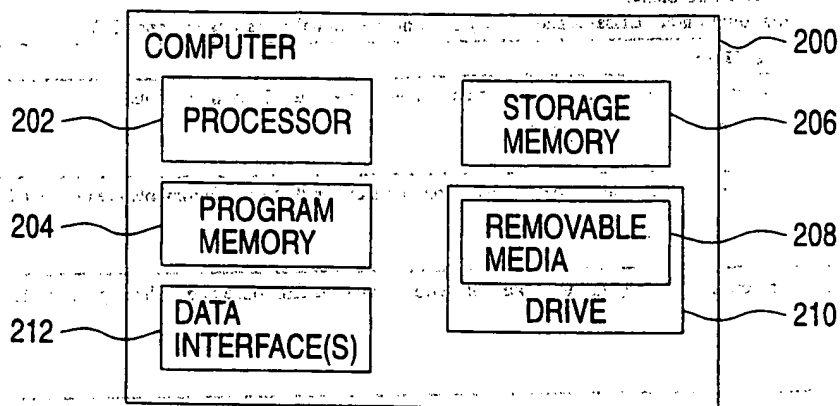 COMPUTER
200
202
PROCESSOR
STORAGE
MEMORY
206
204
PROGRAM
MEMORY
REMOVABLE
MEDIA
208
212
DATA
INTERFACE(S)
DRIVE
210